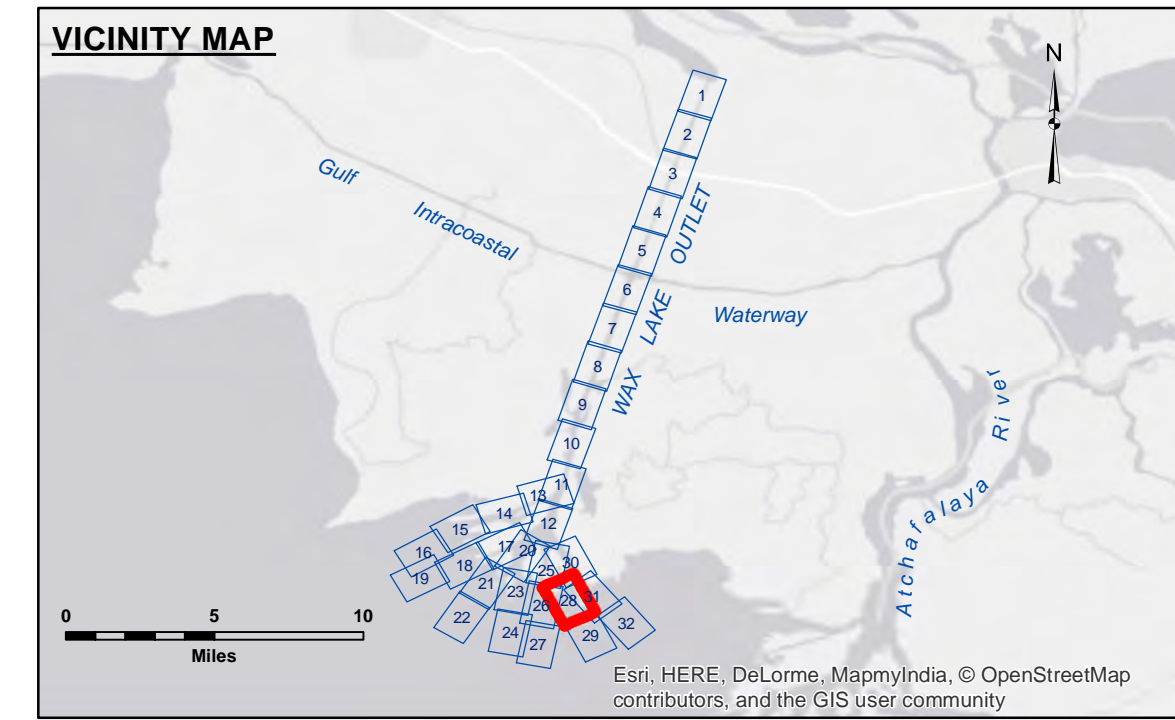 VICINITY MAP
N
1
2
3
4
5
6
7
8
9
10
11
13
12
14
15
16
17
20
18
19
30
25
21
23
26
28
31
22
24
27
29
32
Gulf
Intracoastal
Waterway
WAX LAKE OUTLET
Atchafalaya River
0 5 10
Miles
Esri, HERE, DeLorme, MapmyIndia, © OpenStreetMap
contributors, and the GIS user community